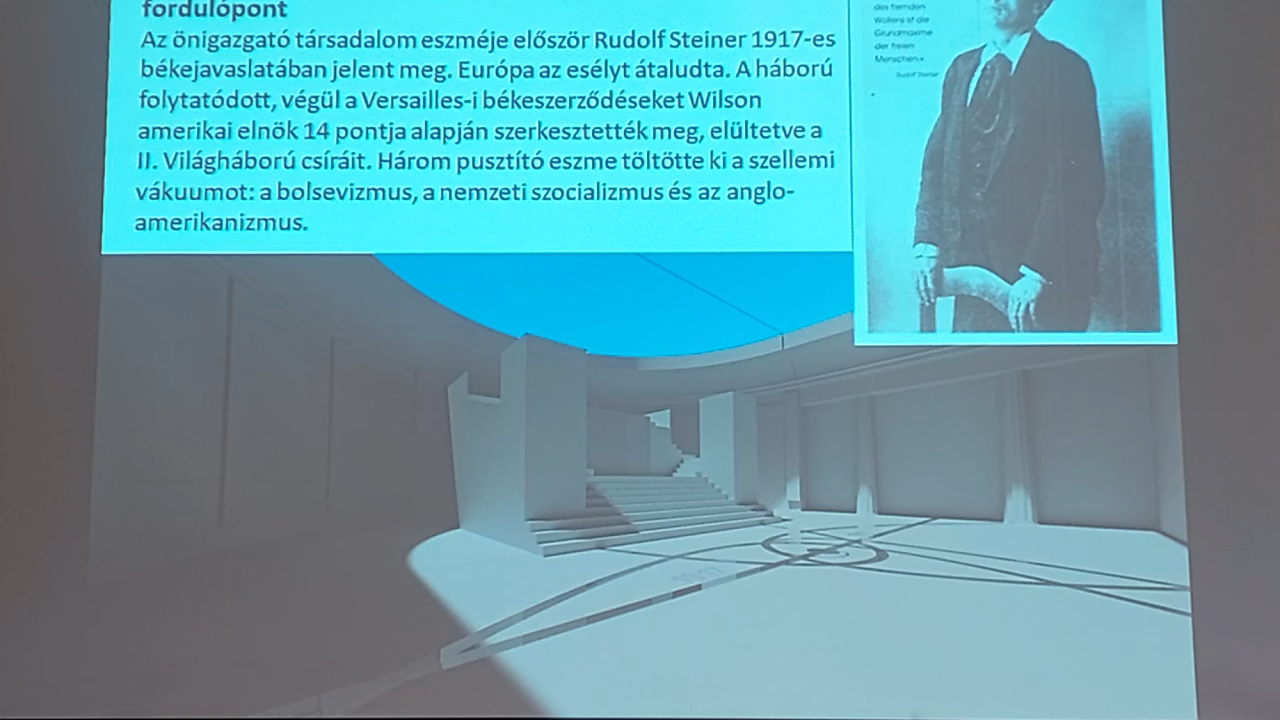 fordulópont
Az önigazgató társadalom eszméje először Rudolf Steiner 1917-es
békejavaslatában jelent meg. Európa az esélyt átaludta. A háború
folytatódott, végül a Versailles-i békeszerződéseket Wilson
amerikai elnök 14 pontja alapján szerkesztették meg, elültetve a
II. Világháború csíráit. Három pusztító eszme töltötte ki a szellemi
vákuumot: a bolsevizmus, a nemzeti szocializmus és az anglo-
amerikanizmus.
des fremden
Wollens ist die
Grundmaxime
der freien
Menschen.«
Rudolf Steiner